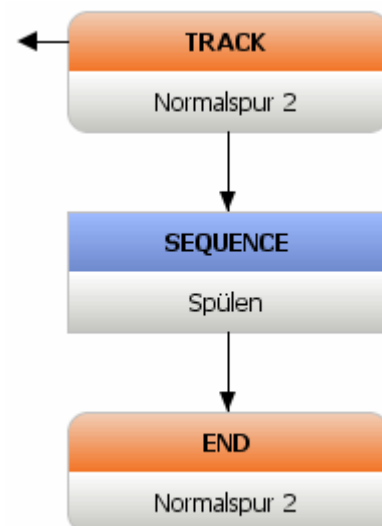 TRACK
Normalspur 2
SEQUENCE
Spülen
END
Normalspur 2